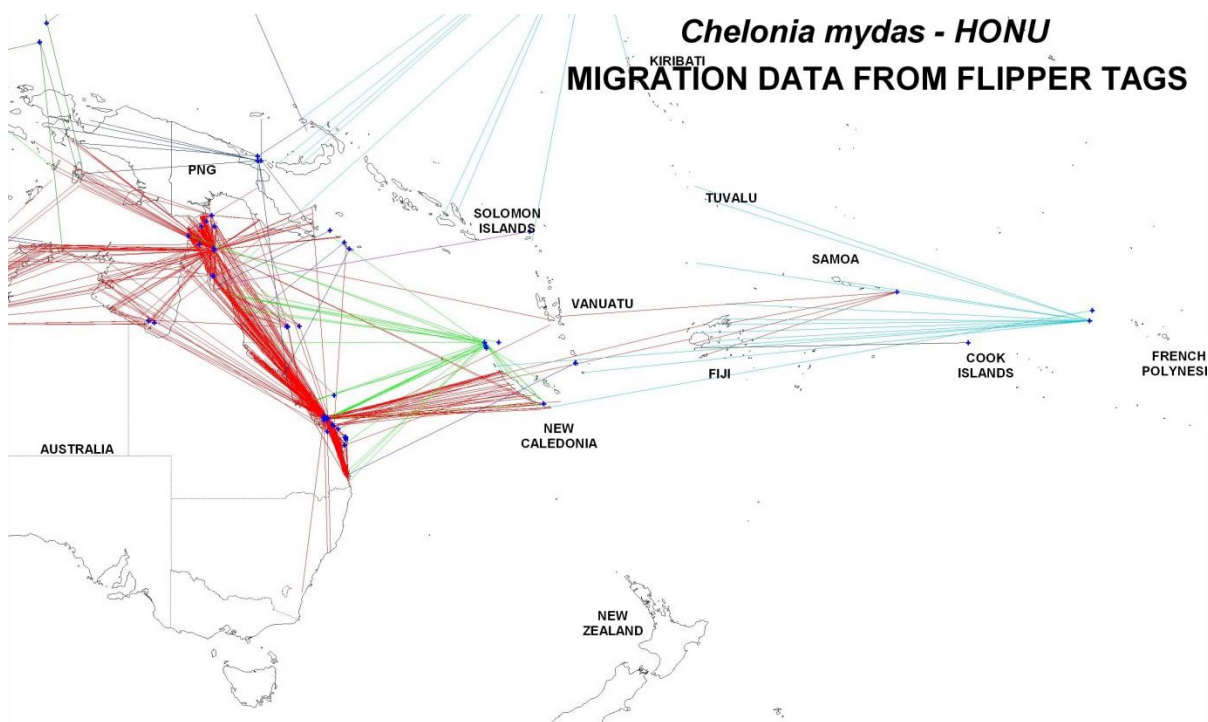 Chelonia mydas - HONU
KIRIBATI
MIGRATION DATA FROM FLIPPER TAGS
PNG
TUVALU
SOLOMON
ISLANDS
SAMOA
VANUATU
COOK
ISLANDS
FRENCH
POLYNESI
FIJI
NEW
CALEDONIA
AUSTRALIA
NEW
ZEALAND